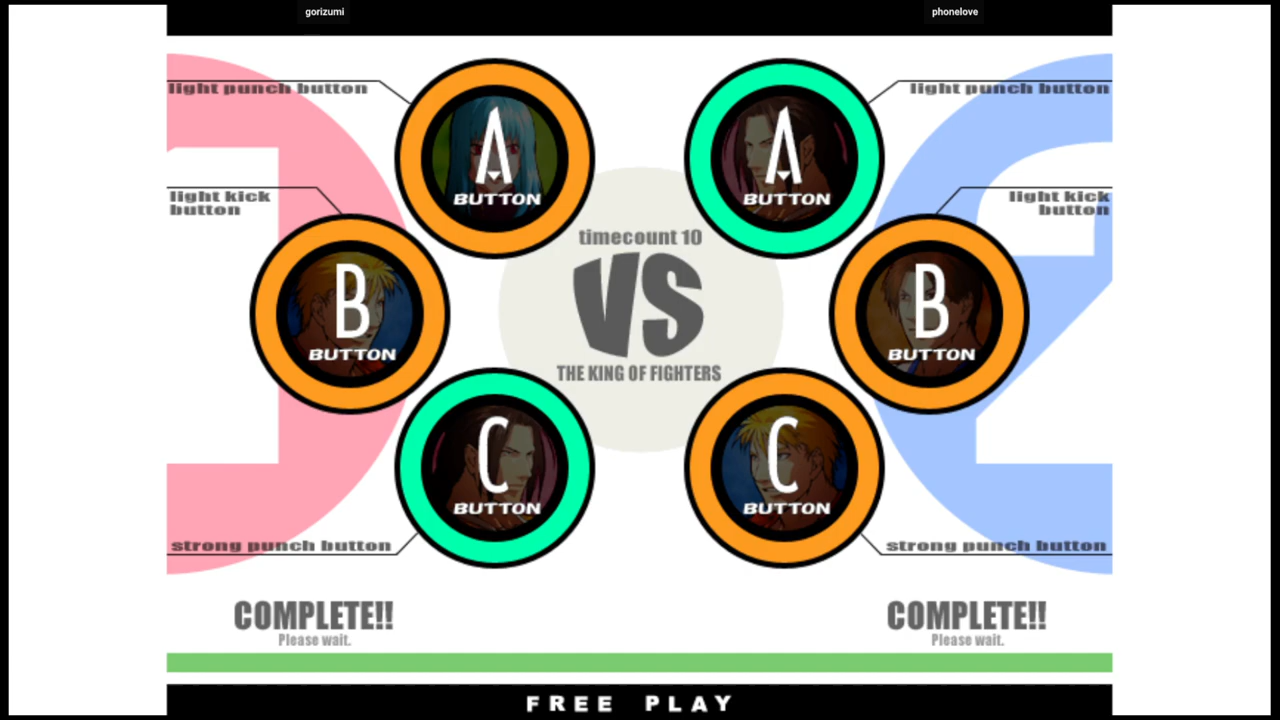 gorizumi
phonelove
light punch button
A
BUTTON
A
BUTTON
light punch button
light kick
button
B
BUTTON
timecount 10
VS
THE KING OF FIGHTERS
light kick
button
B
BUTTON
1
2
C
BUTTON
C
BUTTON
strong punch button
strong punch button
COMPLETE!!
Please wait.
COMPLETE!!
Please wait.
FREE PLAY